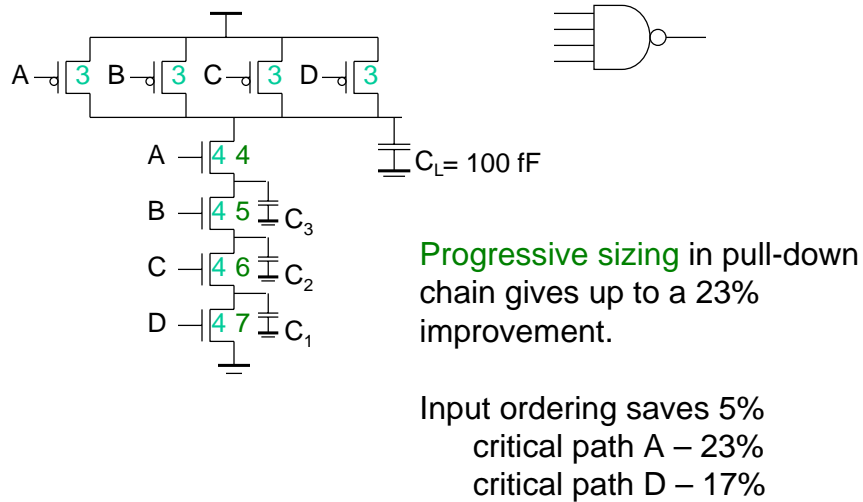 A 3 B 3 C 3 D 3
A 4 4
C_L= 100 fF
B 4 5
C_3
C 4 6
C_2
D 4 7
C_1
Progressive sizing in pull-down
chain gives up to a 23%
improvement.
Input ordering saves 5%
critical path A – 23%
critical path D – 17%